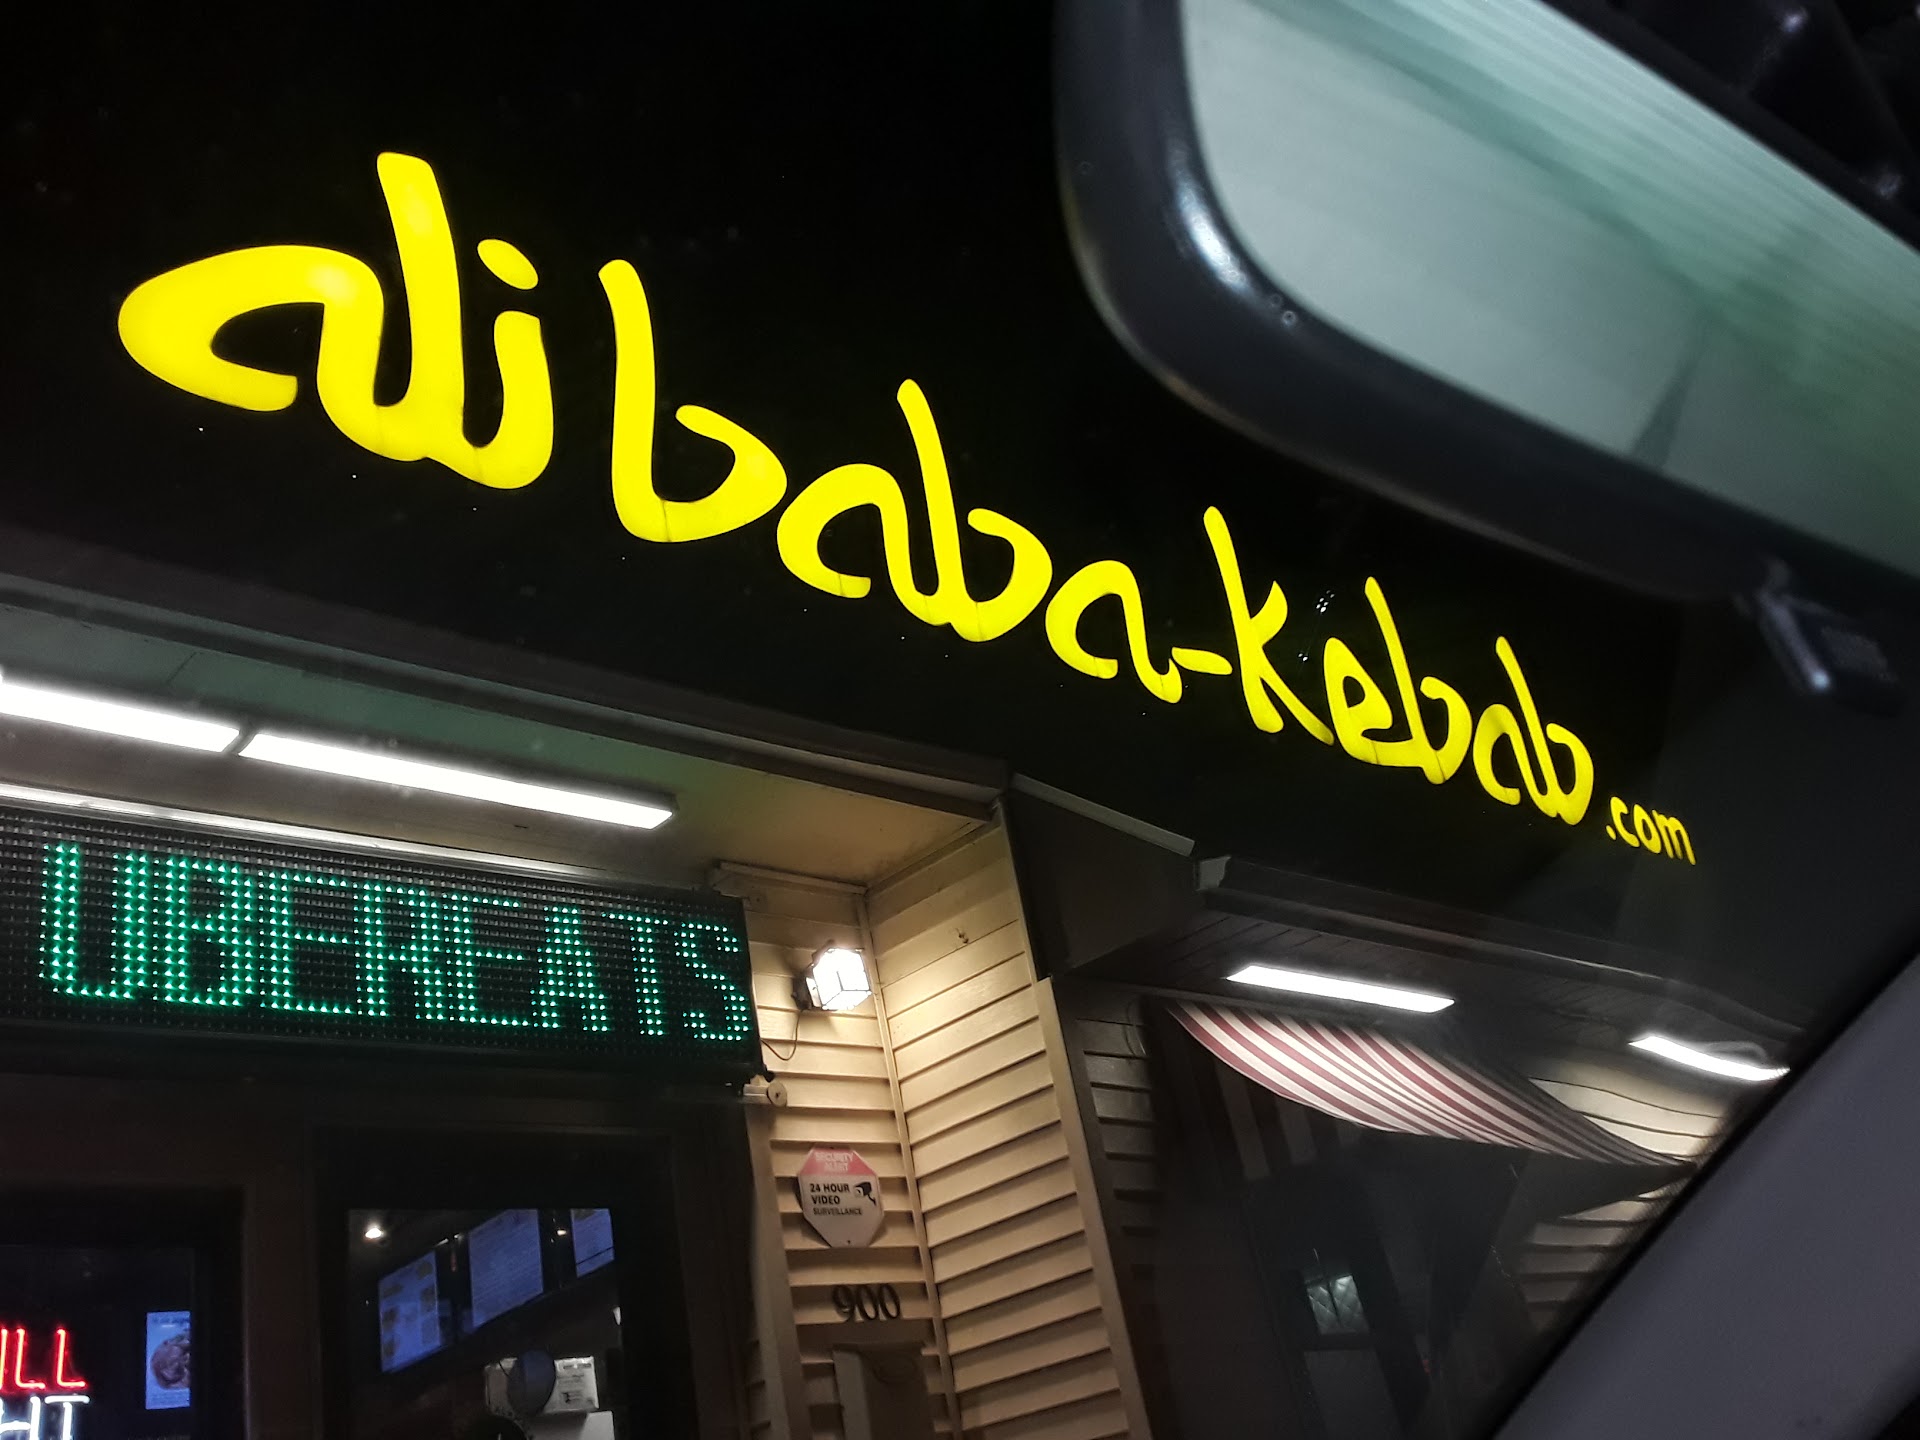 alibaba-kebab.com
UBEREATS
SECURITY
ALERT
24 HOUR
VIDEO
SURVEILLANCE
900